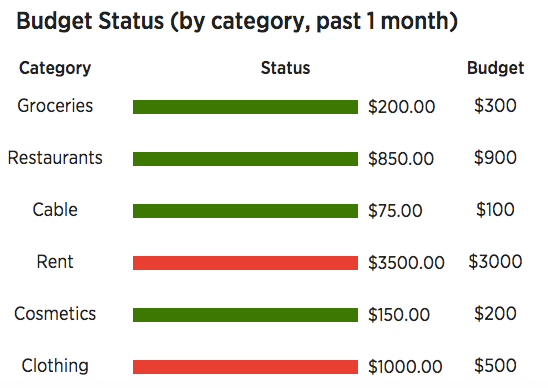 Budget Status (by category, past 1 month)
Category Status Budget
Groceries $200.00 $300
Restaurants $850.00 $900
Cable $75.00 $100
Rent $3500.00 $3000
Cosmetics $150.00 $200
Clothing $1000.00 $500